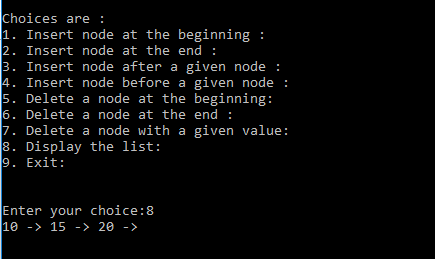 Choices are :
1. Insert node at the beginning :
2. Insert node at the end :
3. Insert node after a given node :
4. Insert node before a given node :
5. Delete a node at the beginning:
6. Delete a node at the end :
7. Delete a node with a given value:
8. Display the list:
9. Exit:
Enter your choice:8
10 -> 15 -> 20 ->